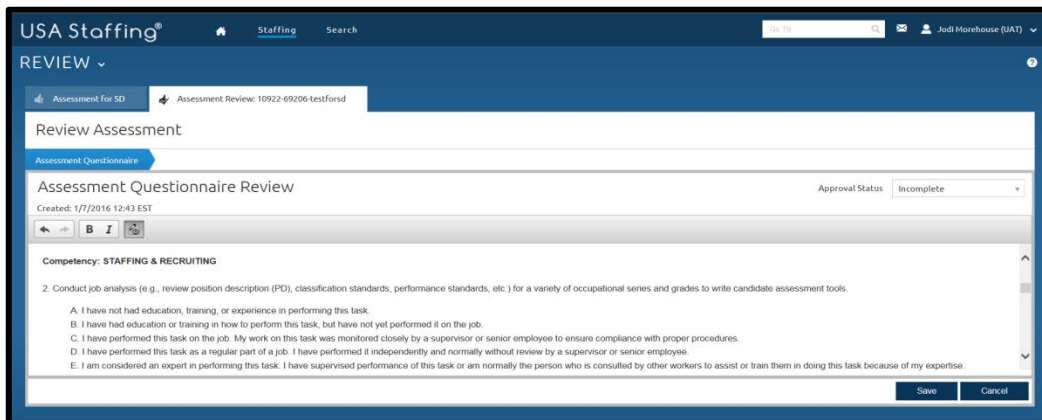 USA Staffing® Staffing Search Go To Jodi Morehouse (UAT)
REVIEW
Assessment for SD Assessment Review: 10922-69206-testforsd
Review Assessment
Assessment Questionnaire
Assessment Questionnaire Review Approval Status Incomplete
Created: 1/7/2016 12:43 EST
B I
Competency: STAFFING & RECRUITING
2. Conduct job analysis (e.g., review position description (PD), classification standards, performance standards, etc.) for a variety of occupational series and grades to write candidate assessment tools.
A. I have not had education, training, or experience in performing this task.
B. I have had education or training in how to perform this task, but have not yet performed it on the job.
C. I have performed this task on the job. My work on this task was monitored closely by a supervisor or senior employee to ensure compliance with proper procedures.
D. I have performed this task as a regular part of a job. I have performed it independently and normally without review by a supervisor or senior employee.
E. I am considered an expert in performing this task. I have supervised performance of this task or am normally the person who is consulted by other workers to assist or train them in doing this task because of my expertise.
Save Cancel